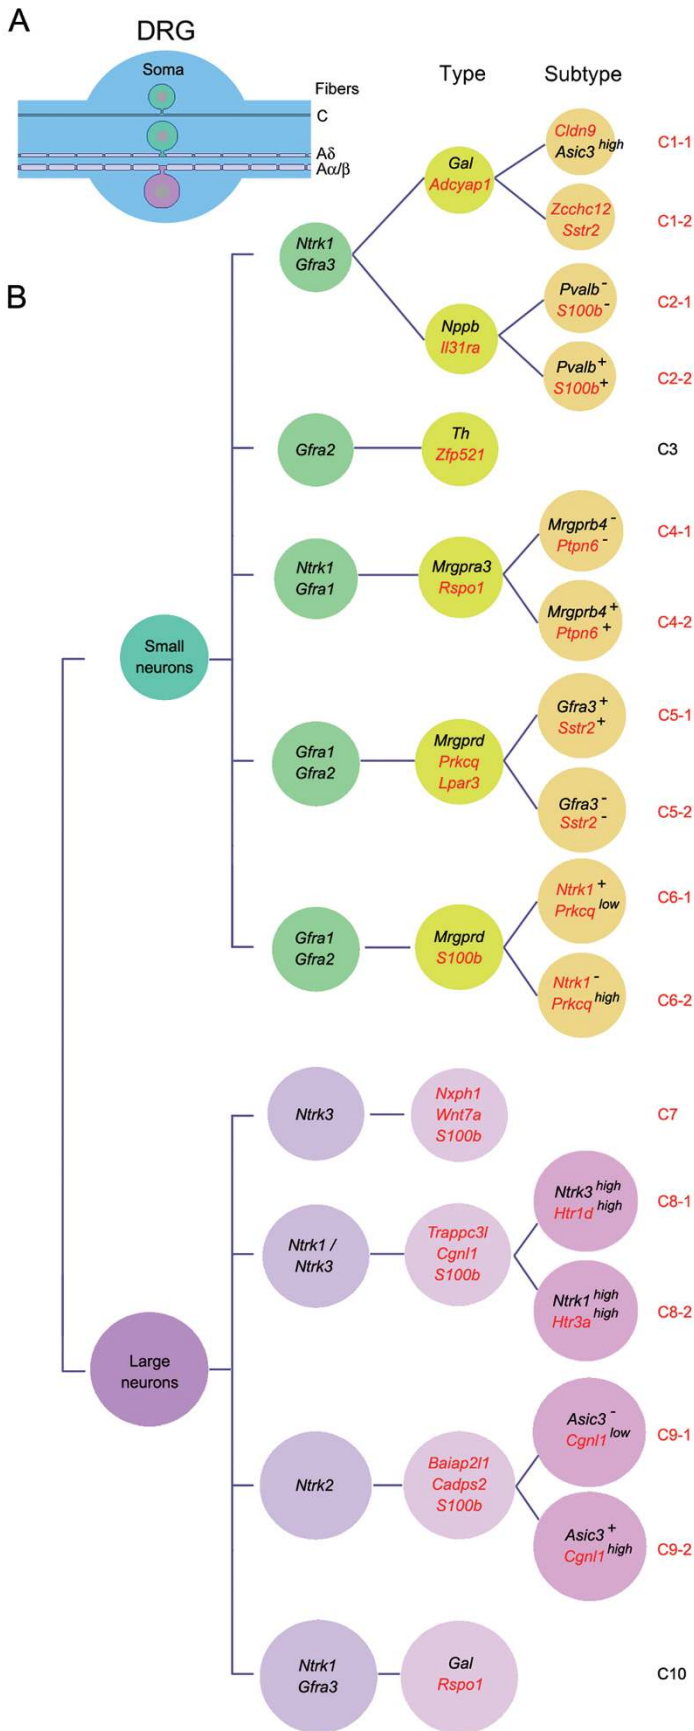 A
DRG
Soma
Fibers
C
Aδ
Aα/β
Type
Subtype
B
Small
neurons
Ntrk1
Gfra3
Gal
Adcyap1
Cldn9
Asic3 high
C1-1
Zcchc12
Sstr2
C1-2
Nppb
Il31ra
Pvalb -
S100b -
C2-1
Pvalb +
S100b +
C2-2
Gfra2
Th
Zfp521
C3
Ntrk1
Gfra1
Mrgpra3
Rspo1
Mrgprb4 -
Ptpn6 -
C4-1
Mrgprb4 +
Ptpn6 +
C4-2
Gfra1
Gfra2
Mrgprd
Prkcq
Lpar3
Gfra3 +
Sstr2 +
C5-1
Gfra3 -
Sstr2 -
C5-2
Gfra1
Gfra2
Mrgprd
S100b
Ntrk1 +
Prkcq low
C6-1
Ntrk1 -
Prkcq high
C6-2
Large
neurons
Ntrk3
Nxph1
Wnt7a
S100b
C7
Ntrk1 /
Ntrk3
Trappc3l
Cgnl1
S100b
Ntrk3 high
Htr1d high
C8-1
Ntrk1 high
Htr3a high
C8-2
Ntrk2
Baiap2l1
Cadps2
S100b
Asic3 -
Cgnl1 low
C9-1
Asic3 +
Cgnl1 high
C9-2
Ntrk1
Gfra3
Gal
Rspo1
C10